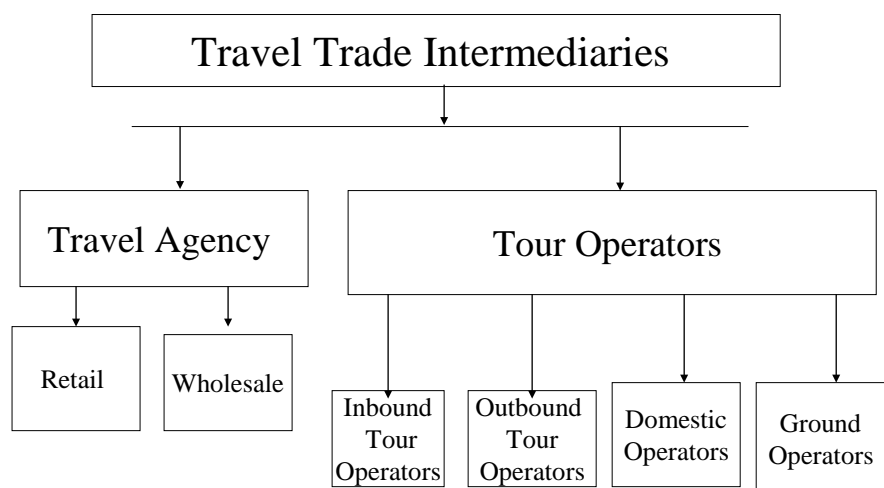 Travel Trade Intermediaries
Travel Agency
Tour Operators
Retail
Wholesale
Inbound
Tour
Operators
Outbound
Tour
Operators
Domestic
Operators
Ground
Operators